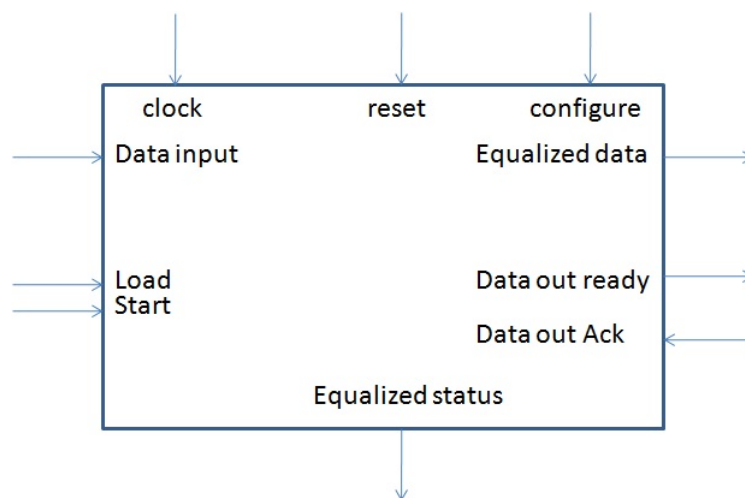 clock reset configure
Data input Equalized data
Load Data out ready
Start
Data out Ack
Equalized status